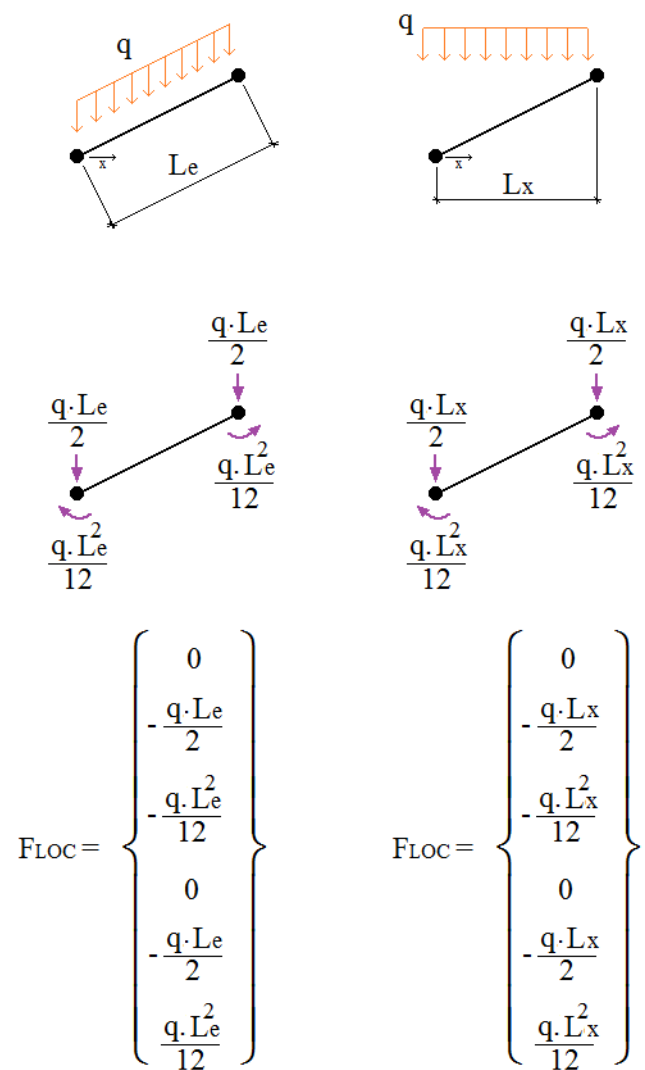 q
q
x
Le
x
Lx
q·Le
2
q·Lx
2
q·Le
2
q·Lx
2
q.Le²
12
q.Lx²
12
q.Le²
12
q.Lx²
12
FLOC =
0
- q·Le
2
- q.Le²
12
0
- q·Le
2
q.Le²
12
FLOC =
0
- q·Lx
2
- q.Lx²
12
0
- q·Lx
2
q.Lx²
12